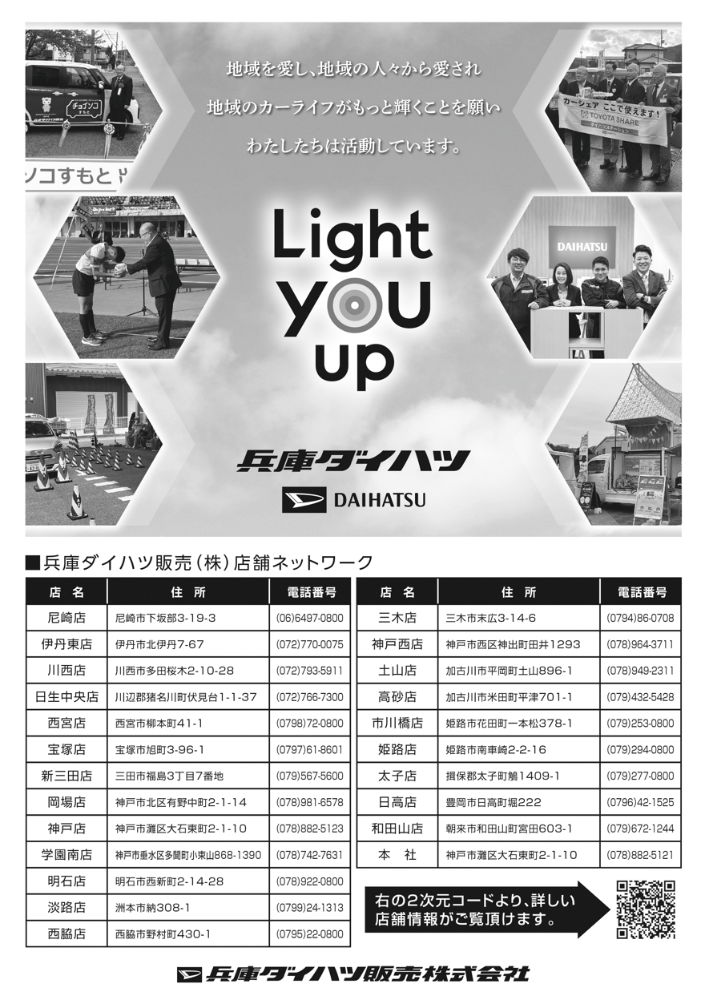 地域を愛し、地域の人々から愛され
地域のカーライフがもっと輝くことを願い
わたしたちは活動しています。
チョイソコ
すもと
兵庫ダイハツ販売
ソコすもと
カーシェア ここで使えます!
TOYOTA SHARE
ダイハツステーション
DAIHATSU
Light
you
up
兵庫ダイハツ
DAIHATSU
■兵庫ダイハツ販売(株)店舗ネットワーク
店 名 住 所 電話番号
尼崎店 尼崎市下坂部3-19-3 (06)6497-0800
伊丹東店 伊丹市北伊丹7-67 (072)770-0075
川西店 川西市多田桜木2-10-28 (072)793-5911
日生中央店 川辺郡猪名川町伏見台1-1-37 (072)766-7300
西宮店 西宮市柳本町41-1 (0798)72-0800
宝塚店 宝塚市旭町3-96-1 (0797)61-8601
新三田店 三田市福島3丁目7番地 (079)567-5600
岡場店 神戸市北区有野中町2-1-14 (078)981-6578
神戸店 神戸市灘区大石東町2-1-10 (078)882-5123
学園南店 神戸市垂水区多聞町小束山868-1390 (078)742-7631
明石店 明石市西新町2-14-28 (078)922-0800
淡路店 洲本市納308-1 (0799)24-1313
西脇店 西脇市野村町430-1 (0795)22-0800
店 名 住 所 電話番号
三木店 三木市末広3-14-6 (0794)86-0708
神戸西店 神戸市西区神出町田井1293 (078)964-3711
土山店 加古川市平岡町土山896-1 (078)949-2311
高砂店 加古川市米田町平津701-1 (079)432-5428
市川橋店 姫路市花田町一本松378-1 (079)253-0800
姫路店 姫路市南車崎2-2-16 (079)294-0800
太子店 揖保郡太子町鵤1409-1 (079)277-0800
日高店 豊岡市日高町堀222 (0796)42-1525
和田山店 朝来市和田山町宮田603-1 (079)672-1244
本 社 神戸市灘区大石東町2-1-10 (078)882-5121
右の2次元コードより、詳しい
店舗情報がご覧頂けます。
兵庫ダイハツ販売株式会社